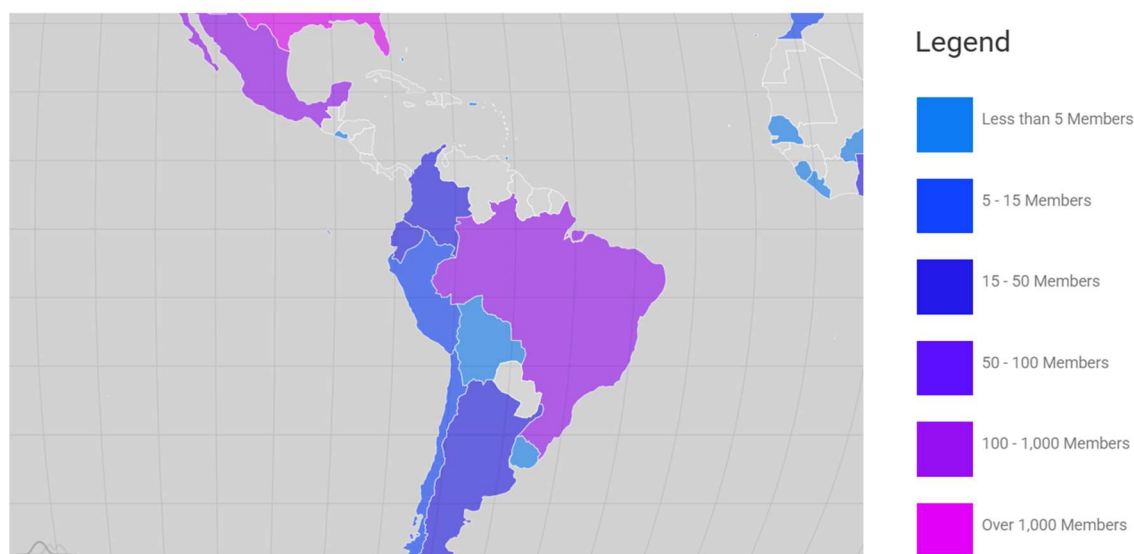 Legend
Less than 5 Members
5 - 15 Members
15 - 50 Members
50 - 100 Members
100 - 1,000 Members
Over 1,000 Members